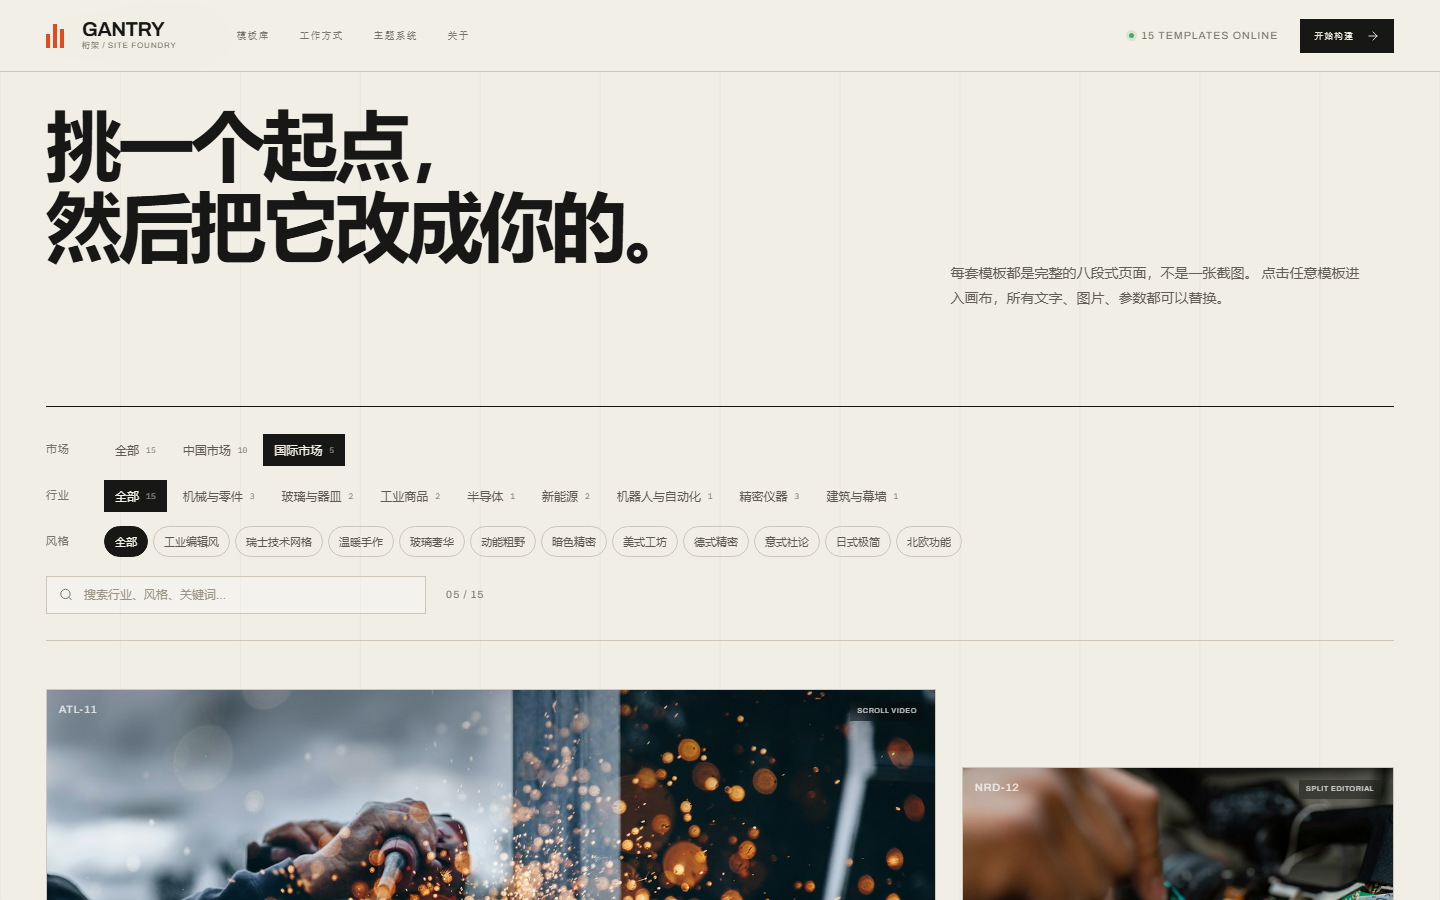 GANTRY
桁架 / SITE FOUNDRY
模板库 工作方式 主题系统 关于
15 TEMPLATES ONLINE
开始构建
挑一个起点，
然后把它改成你的。
每套模板都是完整的八段式页面，不是一张截图。 点击任意模板进
入画布，所有文字、图片、参数都可以替换。
市场 全部 15 中国市场 10 国际市场 5
行业 全部 15 机械与零件 3 玻璃与器皿 2 工业商品 2 半导体 1 新能源 2 机器人与自动化 1 精密仪器 3 建筑与幕墙 1
风格 全部 工业编辑风 瑞士技术网格 温暖手作 玻璃奢华 动能粗野 暗色精密 美式工坊 德式精密 意式社论 日式极简 北欧功能
搜索行业、风格、关键词...
05 / 15
ATL-11
SCROLL VIDEO
NRD-12
SPLIT EDITORIAL